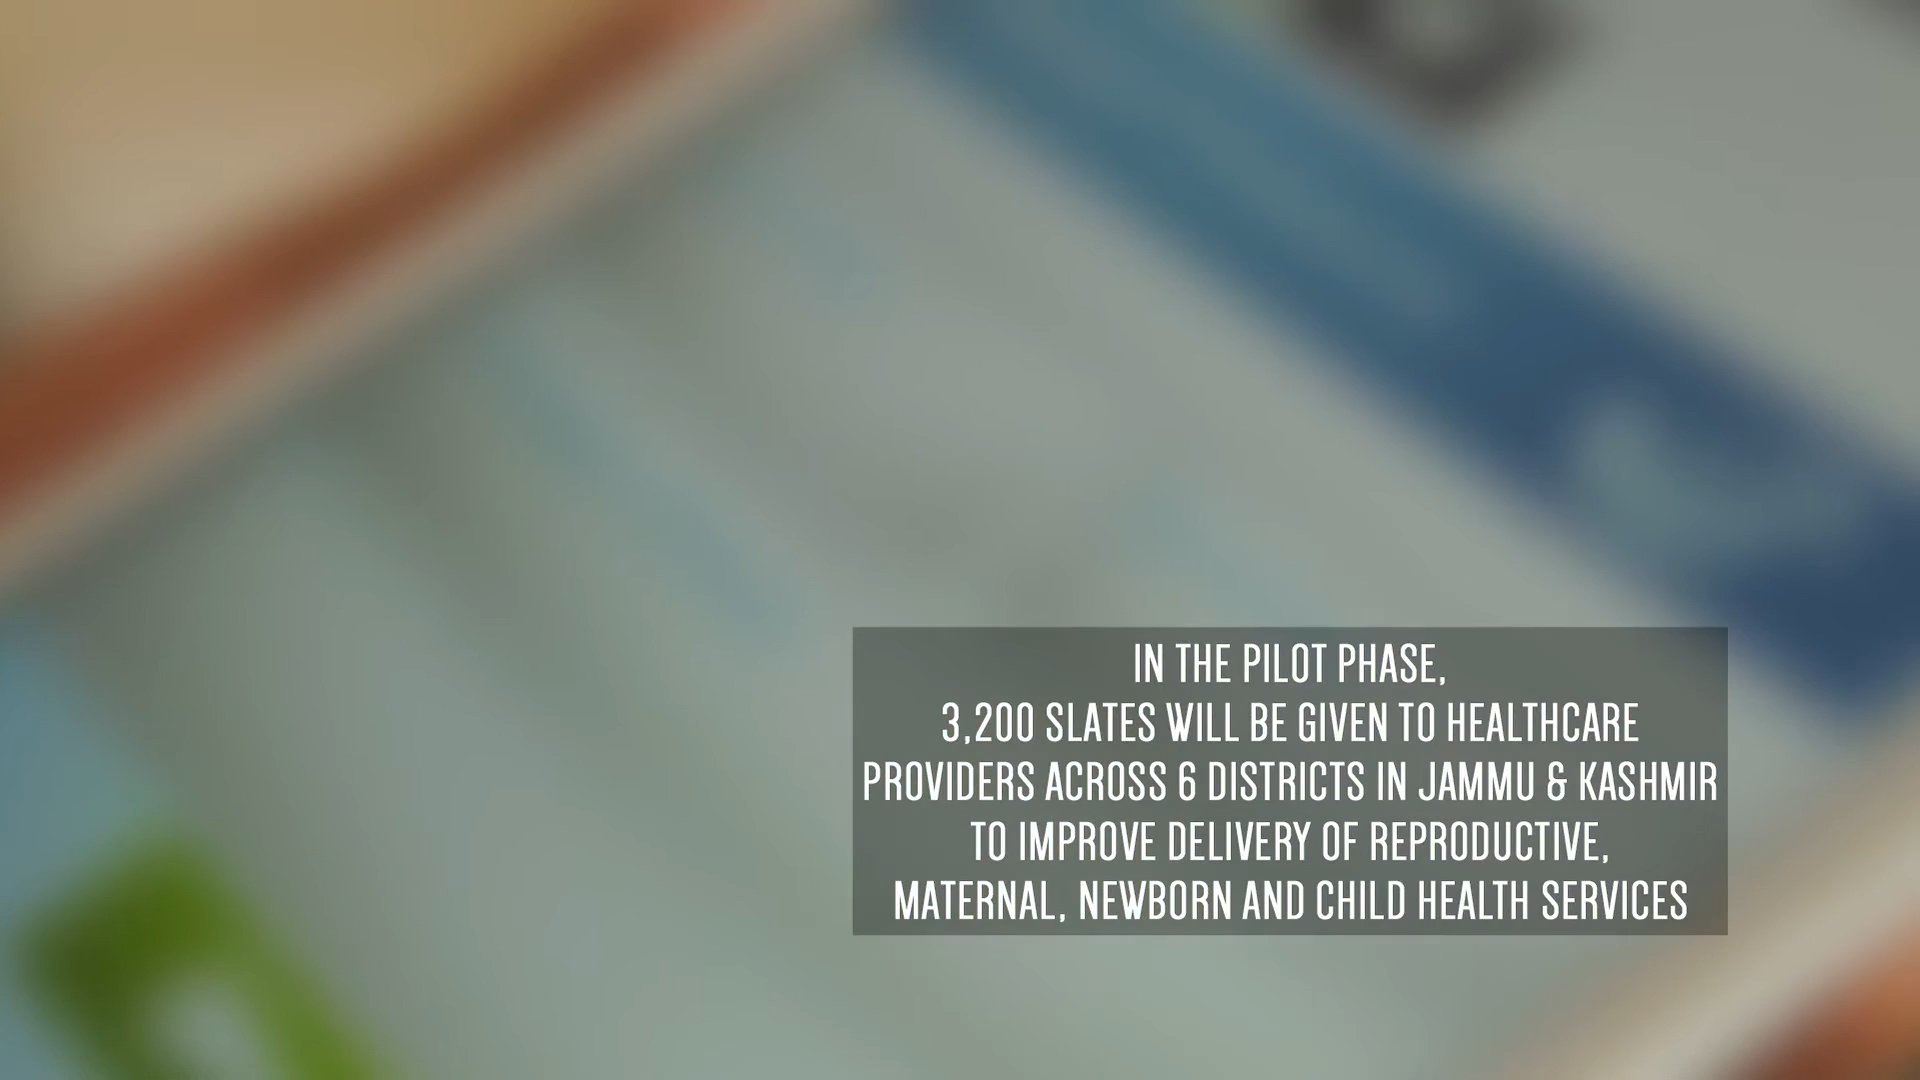 IN THE PILOT PHASE,
3,200 SLATES WILL BE GIVEN TO HEALTHCARE
PROVIDERS ACROSS 6 DISTRICTS IN JAMMU & KASHMIR
TO IMPROVE DELIVERY OF REPRODUCTIVE,
MATERNAL, NEWBORN AND CHILD HEALTH SERVICES